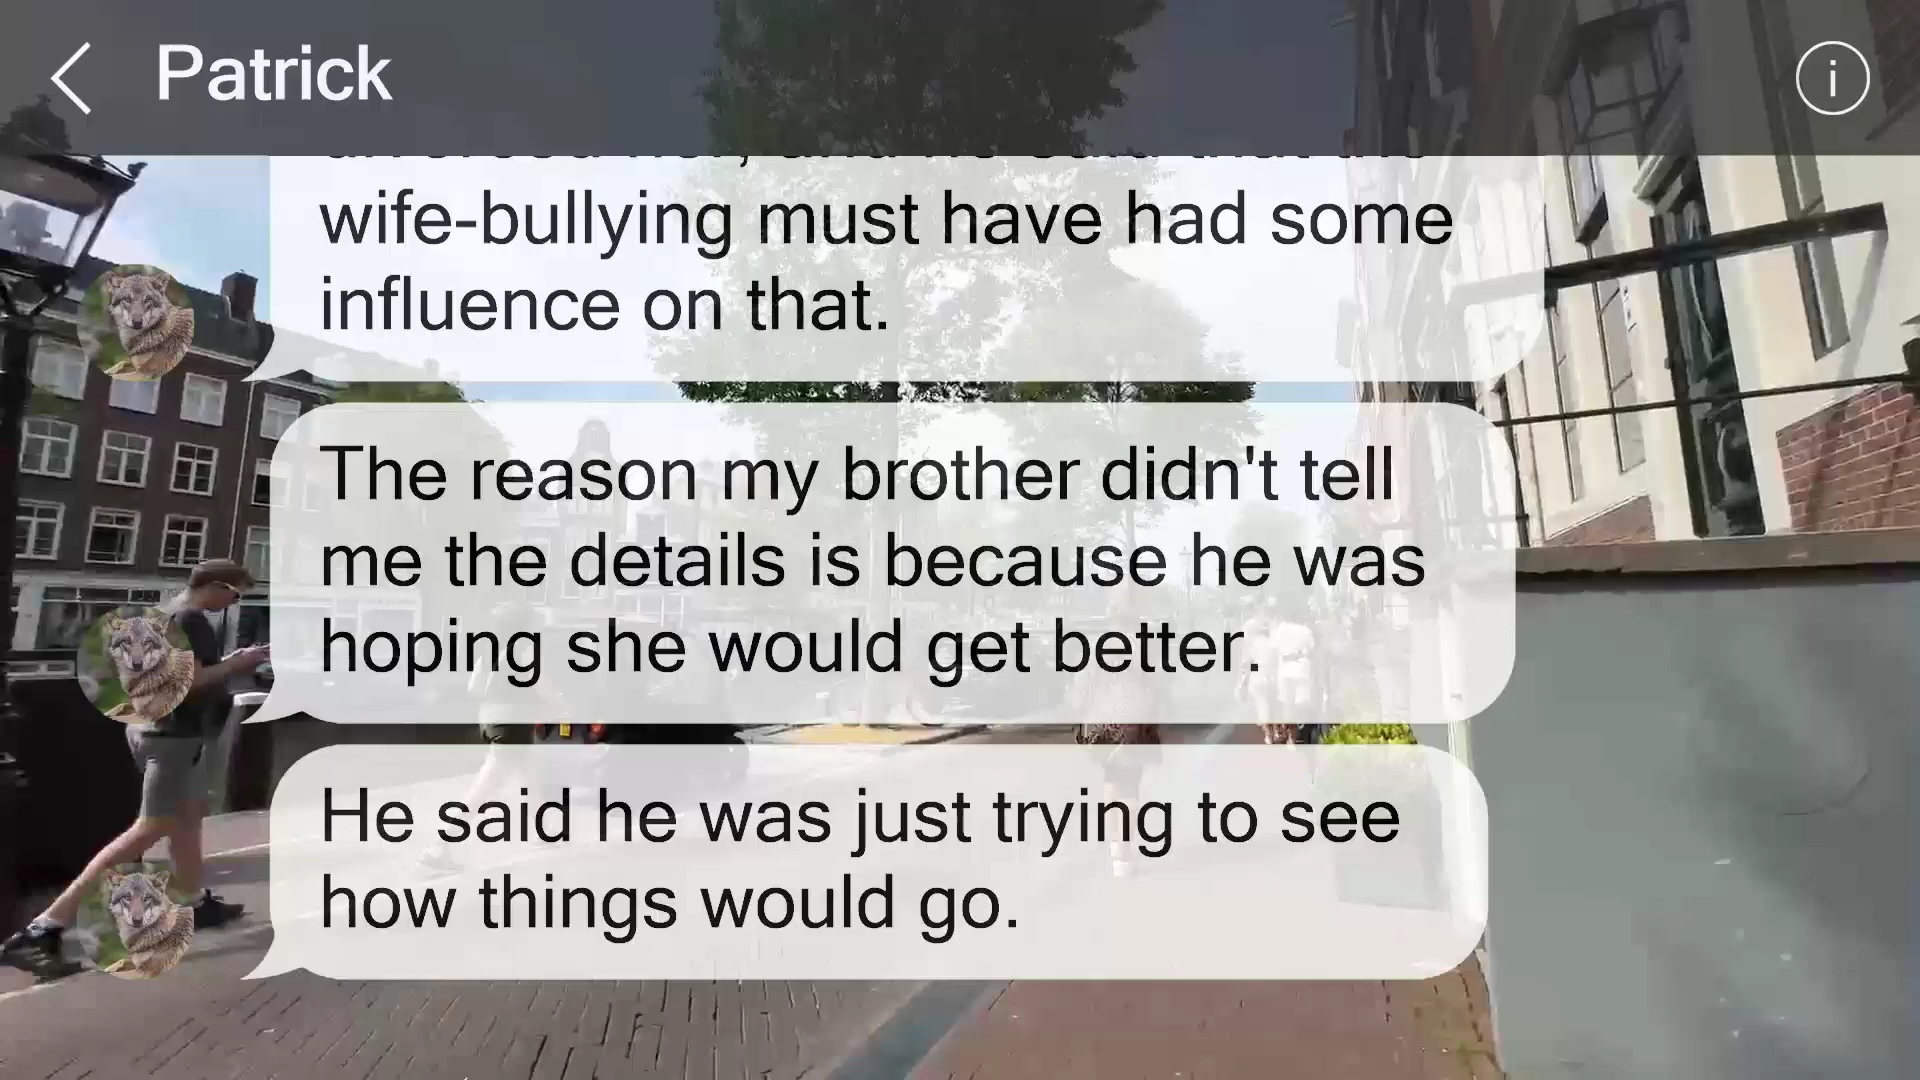 Patrick
wife-bullying must have had some
influence on that.
The reason my brother didn't tell
me the details is because he was
hoping she would get better.
He said he was just trying to see
how things would go.